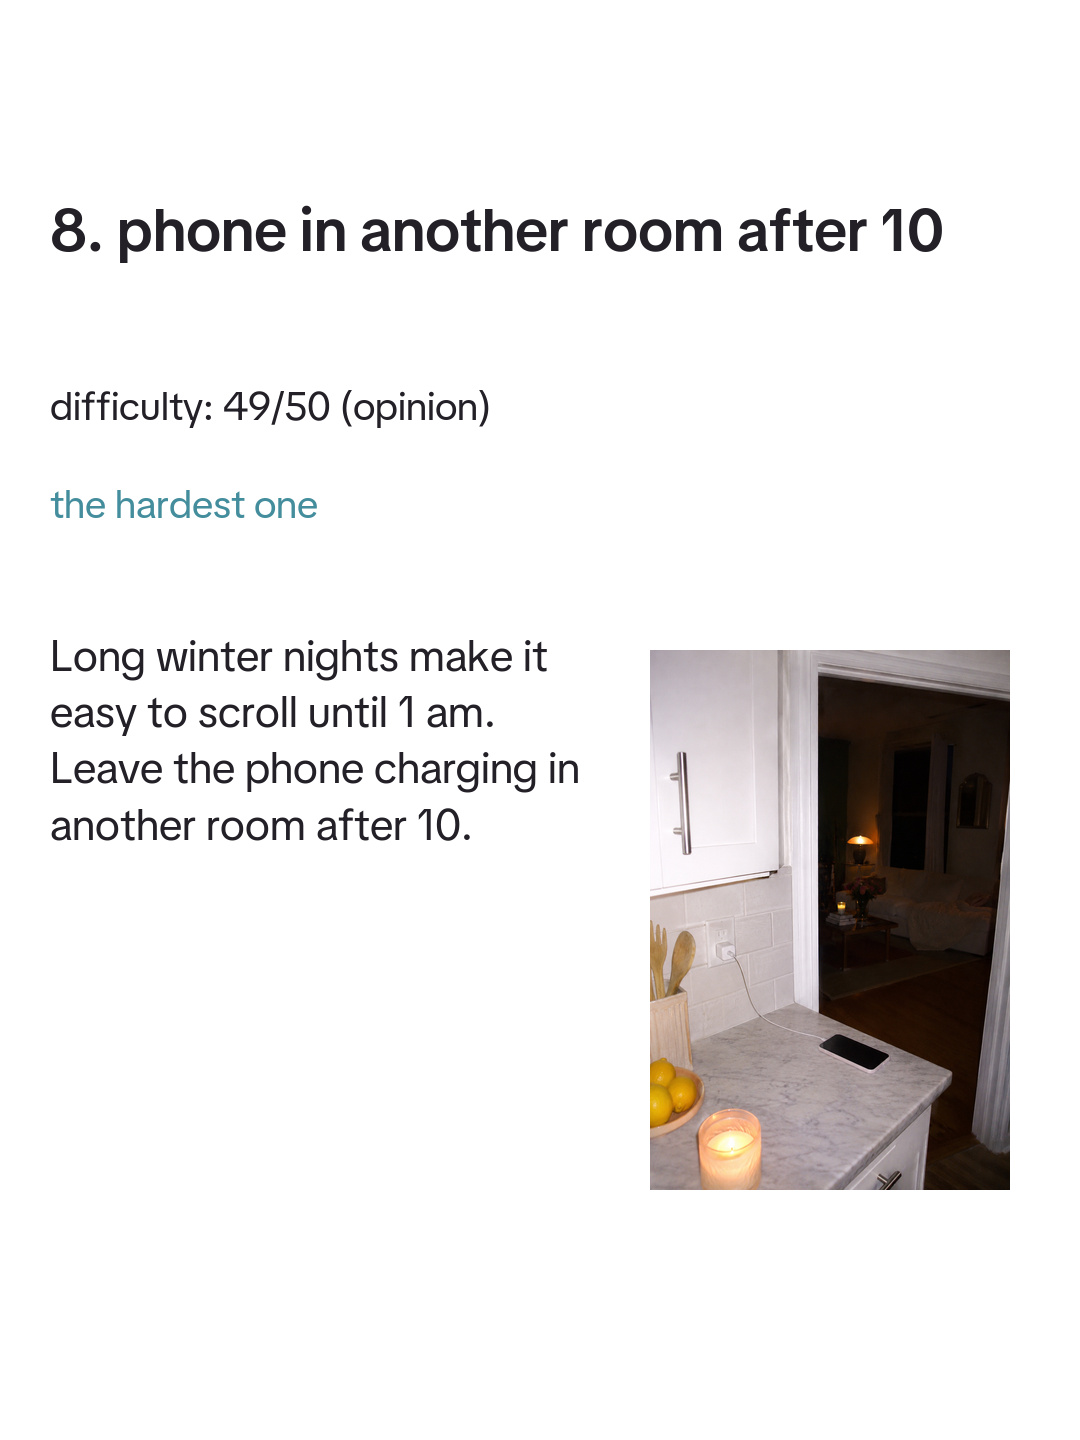 8. phone in another room after 10
difficulty: 49/50 (opinion)
the hardest one
Long winter nights make it
easy to scroll until 1 am.
Leave the phone charging in
another room after 10.